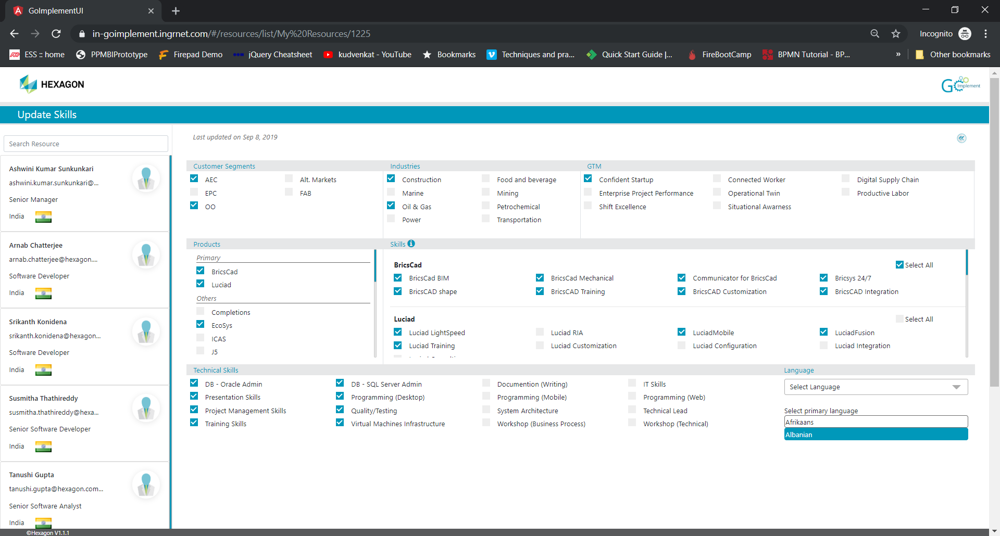 GoImplementUI
in-goimplement.ingrnet.com/#/resources/list/My%20Resources/1225
Incognito
ESS :: home
PPMBIPrototype
Firepad Demo
jQuery Cheatsheet
kudvenkat - YouTube
Bookmarks
Techniques and pra...
Quick Start Guide |...
FireBootCamp
BPMN Tutorial - BP...
»
Other bookmarks
HEXAGON
Go Implement
Update Skills
Search Resource
Ashwini Kumar Sunkunkari
ashwini.kumar.sunkunkari@...
Senior Manager
India
Arnab Chatterjee
arnab.chatterjee@hexagon....
Software Developer
India
Srikanth Konidena
srikanth.konidena@hexagon...
Software Developer
India
Susmitha Thathireddy
susmitha.thathireddy@hexa...
Senior Software Developer
India
Tanushi Gupta
tanushi.gupta@hexagon.com...
Senior Software Analyst
India
Last updated on Sep 8, 2019
Customer Segments
AEC
Alt. Markets
EPC
FAB
OO
Industries
Construction
Food and beverage
Marine
Mining
Oil & Gas
Petrochemical
Power
Transportation
GTM
Confident Startup
Connected Worker
Digital Supply Chain
Enterprise Project Performance
Operational Twin
Productive Labor
Shift Excellence
Situational Awarness
Products
Primary
BricsCad
Luciad
Others
Completions
EcoSys
ICAS
J5
Skills
BricsCad
Select All
BricsCad BIM
BricsCad Mechanical
Communicator for BricsCad
Bricsys 24/7
BricsCAD shape
BricsCAD Training
BricsCAD Customization
BricsCAD Integration
Luciad
Select All
Luciad LightSpeed
Luciad RIA
LuciadMobile
LuciadFusion
Luciad Training
Luciad Customization
Luciad Configuration
Luciad Integration
Technical Skills
DB - Oracle Admin
DB - SQL Server Admin
Documention (Writing)
IT Skills
Presentation Skills
Programming (Desktop)
Programming (Mobile)
Programming (Web)
Project Management Skills
Quality/Testing
System Architecture
Technical Lead
Training Skills
Virtual Machines Infrastructure
Workshop (Business Process)
Workshop (Technical)
Language
Select Language
Select primary language
Afrikaans
Albanian
©Hexagon V1.1.1